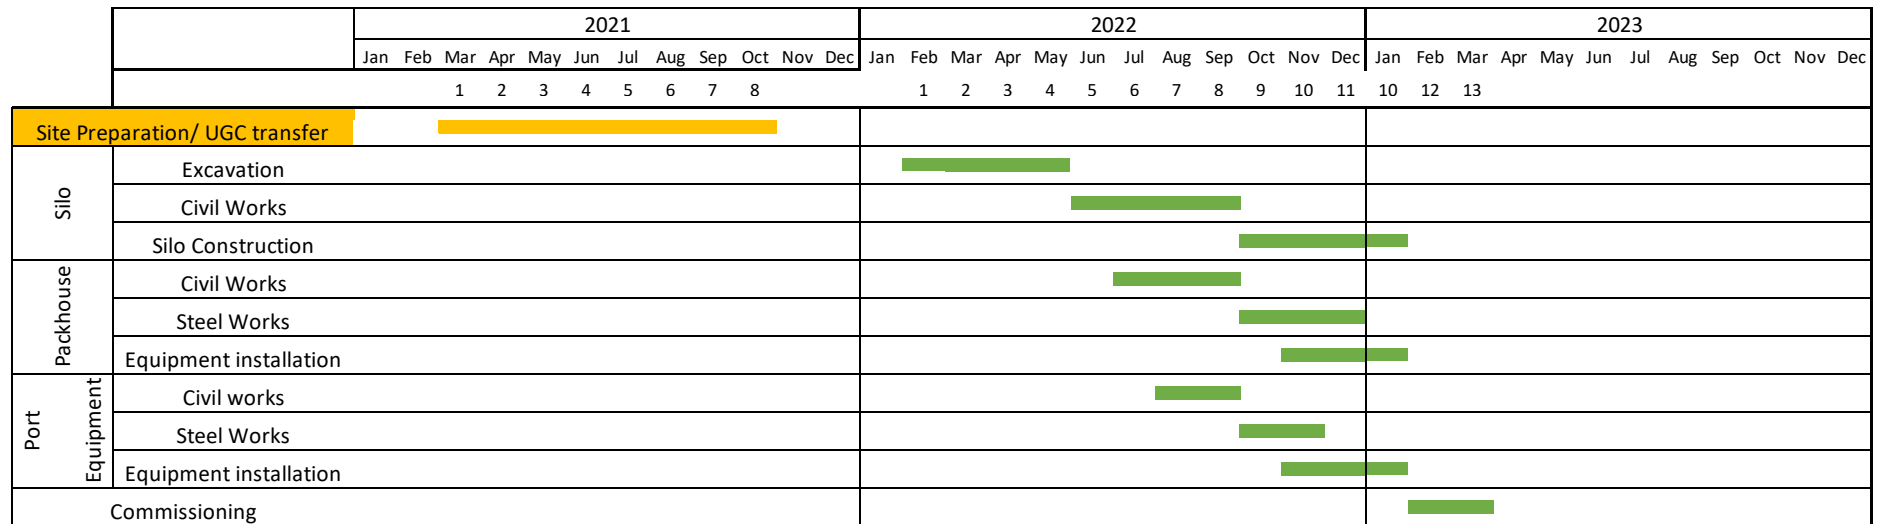 2021 2022 2023
Jan Feb Mar Apr May Jun Jul Aug Sep Oct Nov Dec Jan Feb Mar Apr May Jun Jul Aug Sep Oct Nov Dec Jan Feb Mar Apr May Jun Jul Aug Sep Oct Nov Dec
1 2 3 4 5 6 7 8 1 2 3 4 5 6 7 8 9 10 11 10 12 13
Site Preparation/ UGC transfer
Silo
Excavation
Civil Works
Silo Construction
Packhouse
Civil Works
Steel Works
Equipment installation
Port
Equipment
Civil works
Steel Works
Equipment installation
Commissioning